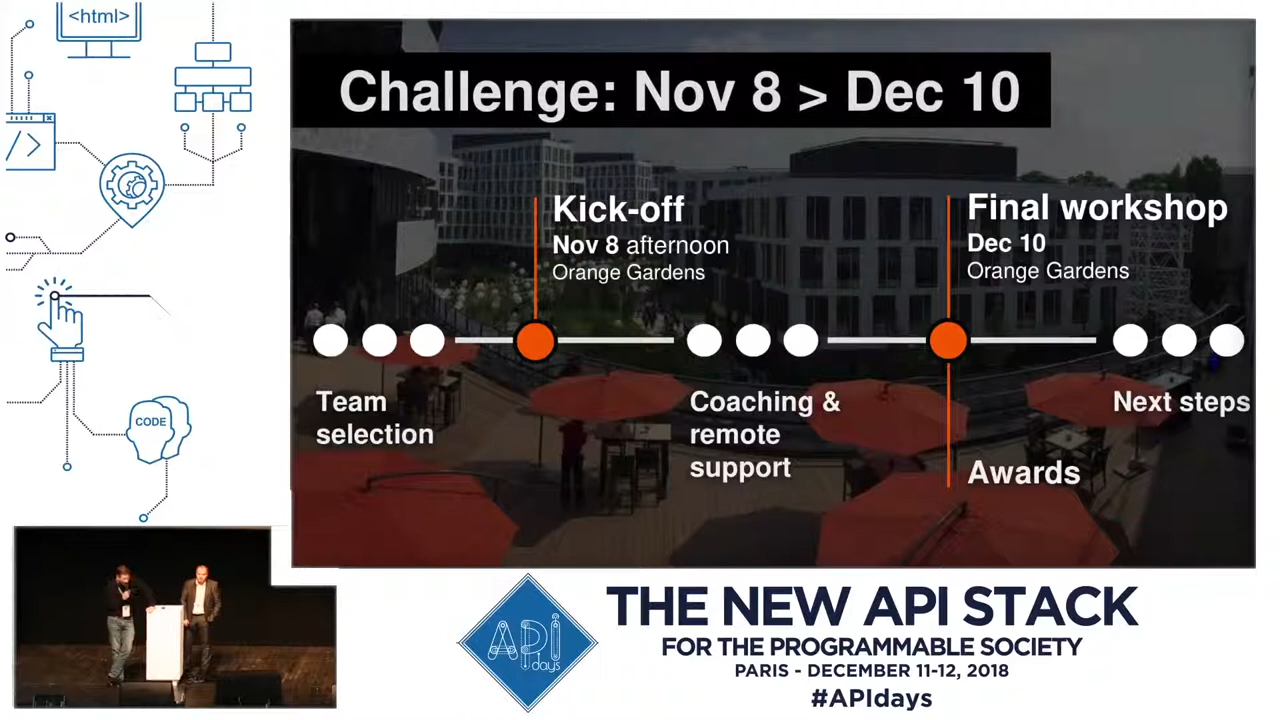 <html>
</>
CODE
Challenge: Nov 8 > Dec 10
Kick-off
Nov 8 afternoon
Orange Gardens
Final workshop
Dec 10
Orange Gardens
Team
selection
Coaching &
remote
support
Next steps
Awards
API
days
THE NEW API STACK
FOR THE PROGRAMMABLE SOCIETY
PARIS - DECEMBER 11-12, 2018
#APIdays